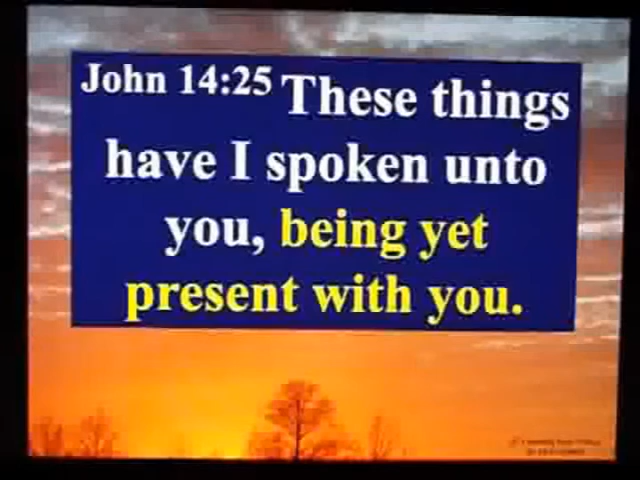 John 14:25 These things
have I spoken unto
you, being yet
present with you.